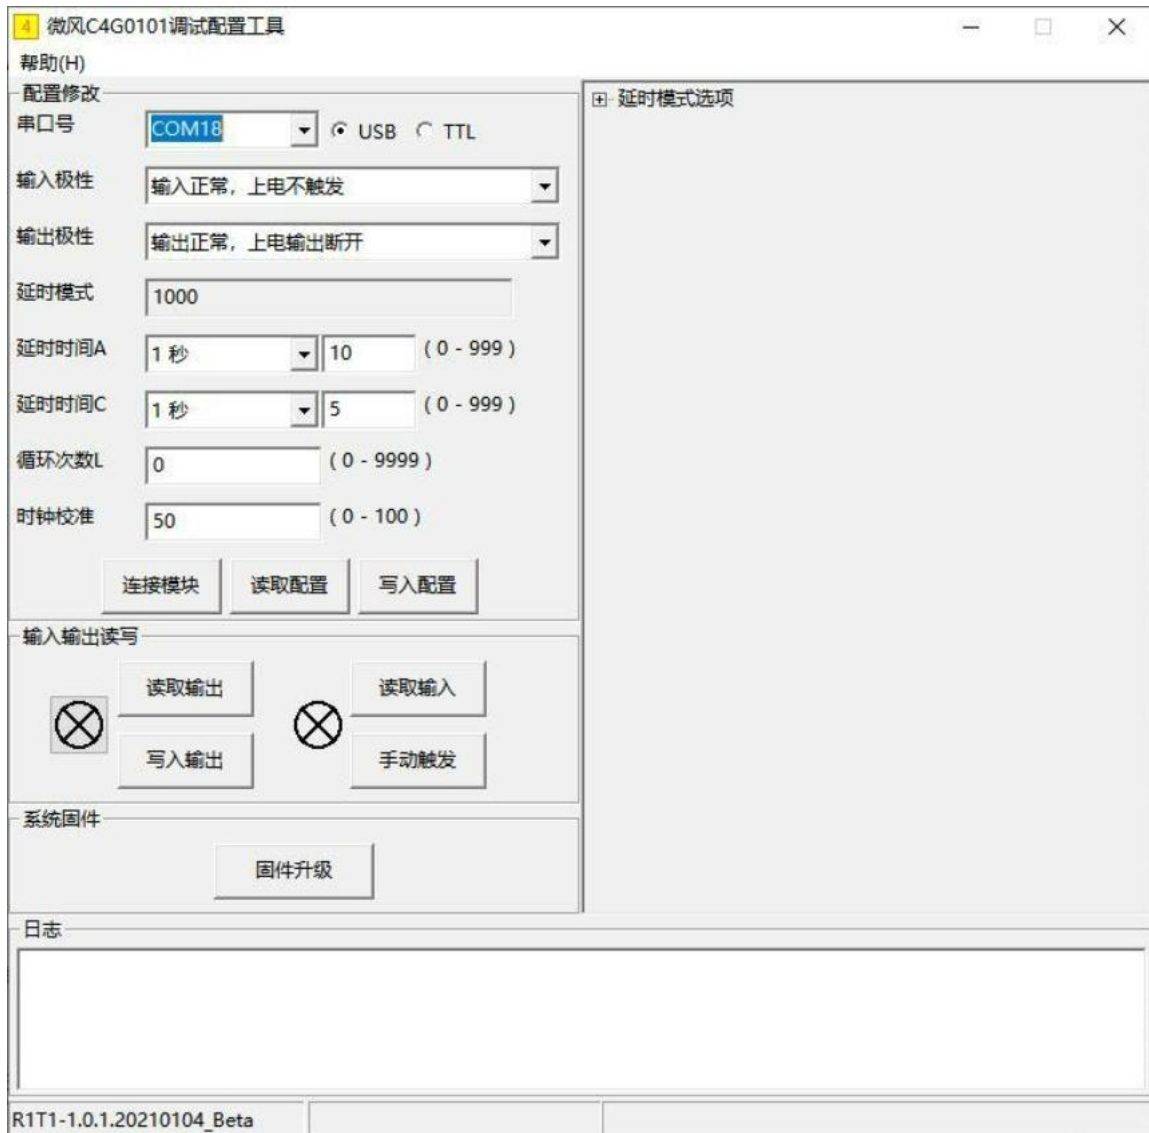 4 微风C4G0101调试配置工具
帮助(H)
配置修改
串口号 COM18 USB TTL
输入极性 输入正常，上电不触发
输出极性 输出正常，上电输出断开
延时模式 1000
延时时间A 1 秒 10 ( 0 - 999 )
延时时间C 1 秒 5 ( 0 - 999 )
循环次数L 0 ( 0 - 9999 )
时钟校准 50 ( 0 - 100 )
连接模块 读取配置 写入配置
输入输出读写
读取输出 读取输入
写入输出 手动触发
系统固件
固件升级
延时模式选项
日志
R1T1-1.0.1.20210104_Beta